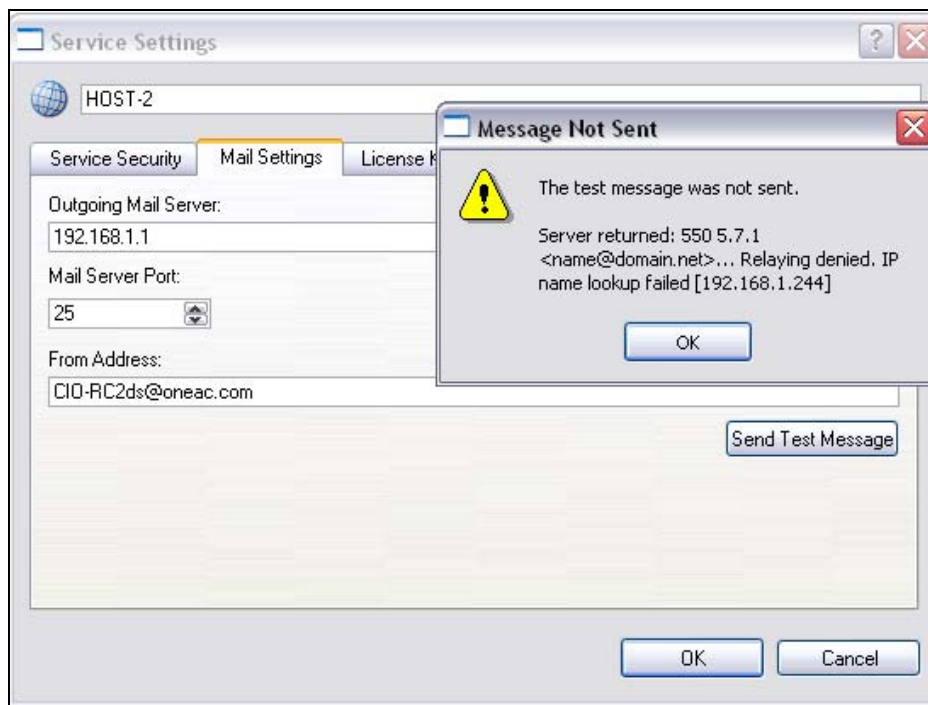 Service Settings
HOST-2
Service Security
Mail Settings
License K
Outgoing Mail Server:
192.168.1.1
Mail Server Port:
25
From Address:
CIO-RC2ds@oneac.com
Send Test Message
OK
Cancel
Message Not Sent
The test message was not sent.
Server returned: 550 5.7.1
<name@domain.net>... Relaying denied. IP
name lookup failed [192.168.1.244]
OK